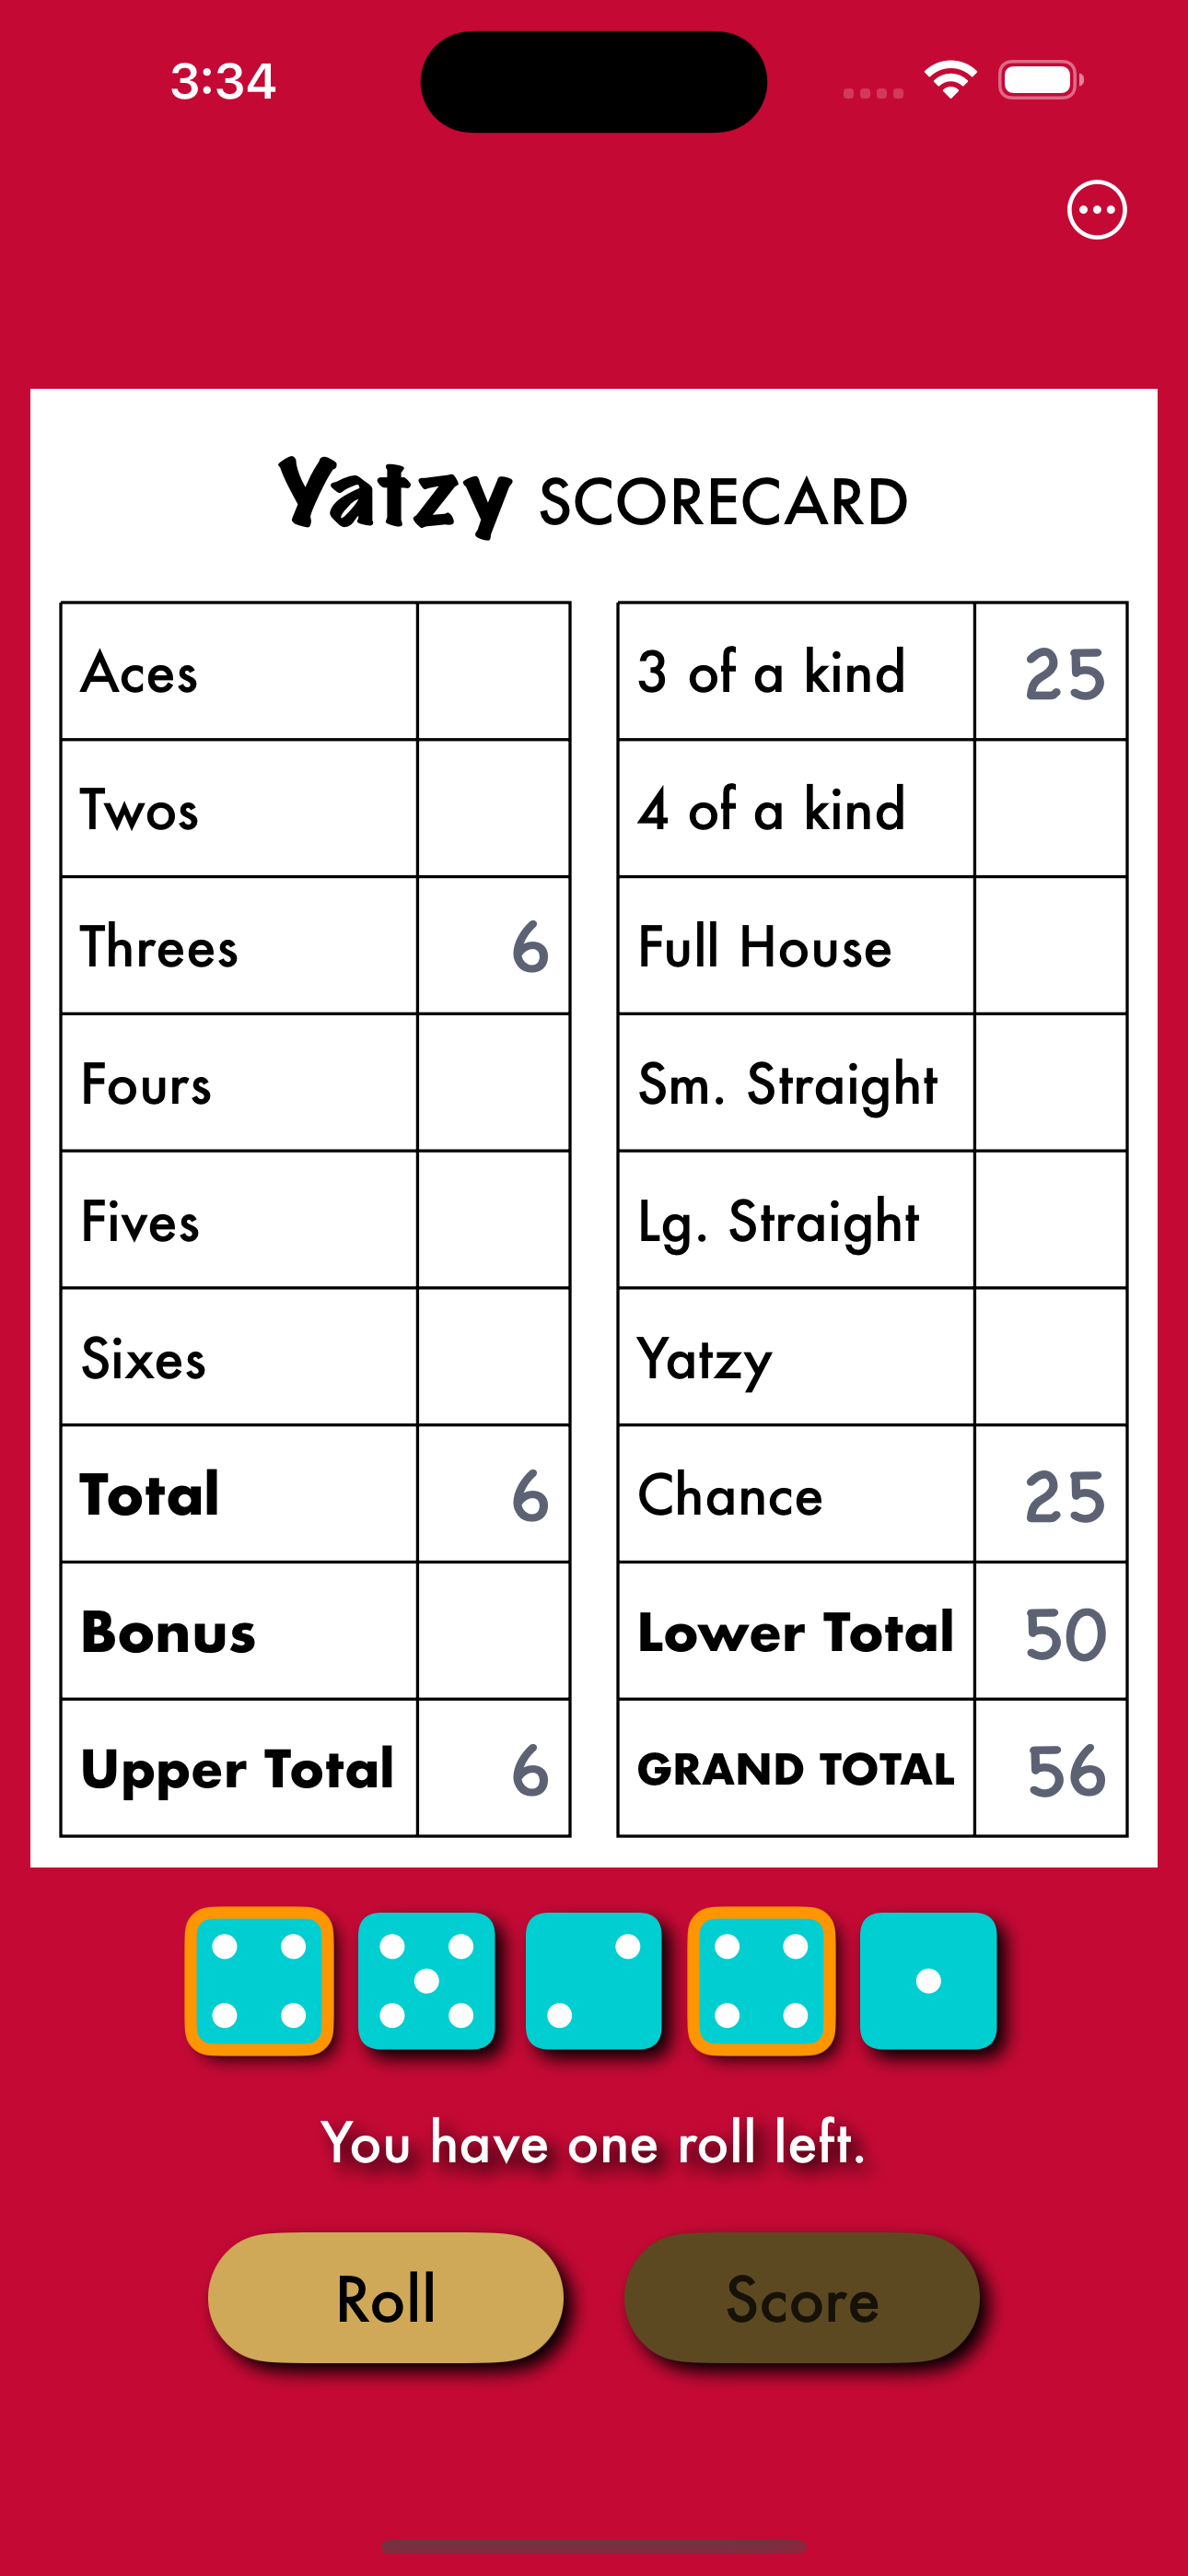 3:34
Yatzy SCORECARD
Aces
Twos
Threes 6
Fours
Fives
Sixes
Total 6
Bonus
Upper Total 6
3 of a kind 25
4 of a kind
Full House
Sm. Straight
Lg. Straight
Yatzy
Chance 25
Lower Total 50
GRAND TOTAL 56
You have one roll left.
Roll
Score